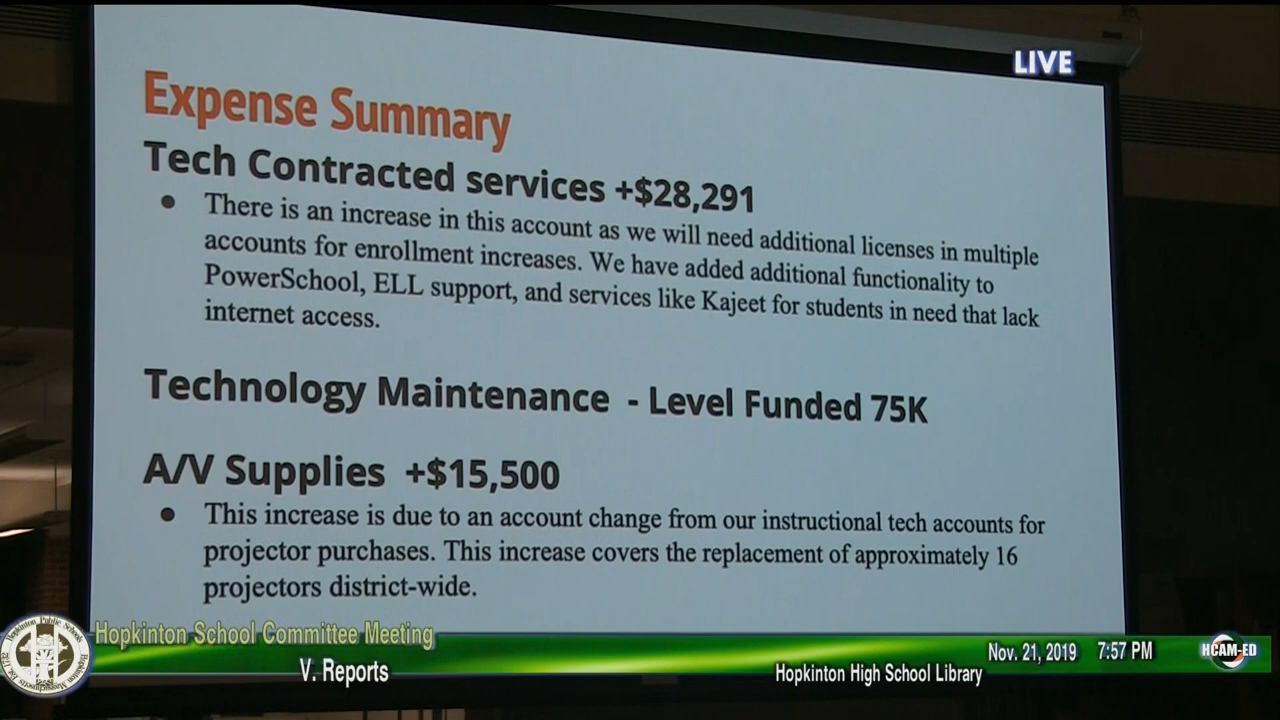 LIVE
Expense Summary
Tech Contracted services +$28,291
• There is an increase in this account as we will need additional licenses in multiple
accounts for enrollment increases. We have added additional functionality to
PowerSchool, ELL support, and services like Kajeet for students in need that lack
internet access.
Technology Maintenance - Level Funded 75K
A/V Supplies +$15,500
• This increase is due to an account change from our instructional tech accounts for
projector purchases. This increase covers the replacement of approximately 16
projectors district-wide.
Hopkinton School Committee Meeting
V. Reports
Hopkinton High School Library
Nov. 21, 2019 7:57 PM
HCAM-ED
Hopkinton Public Schools